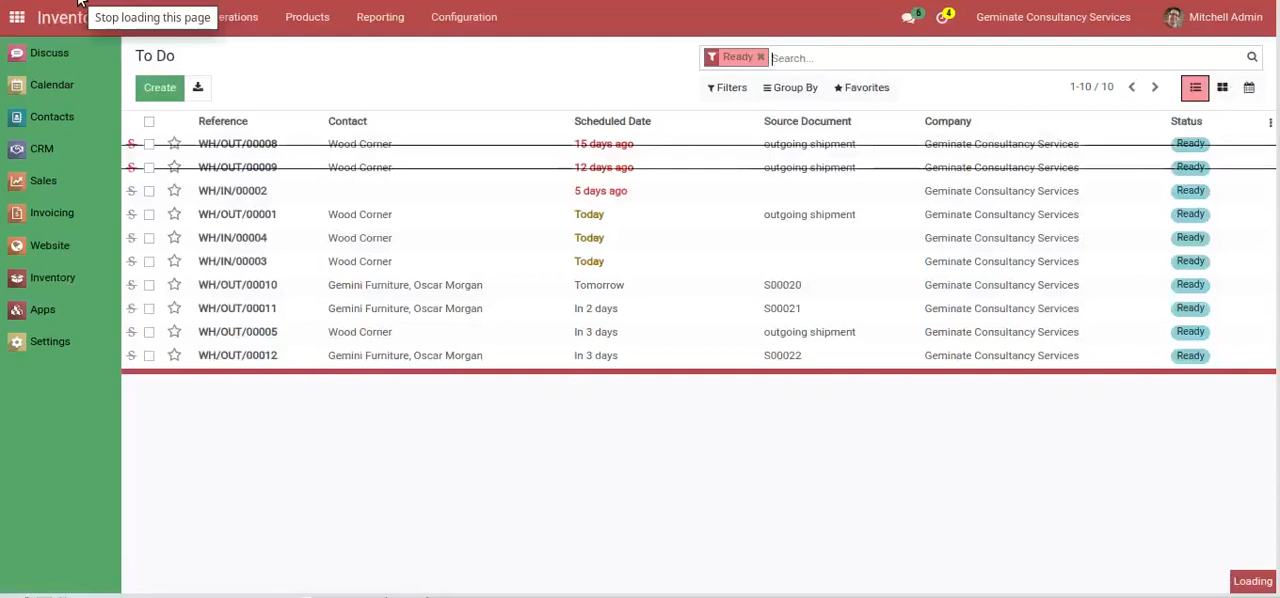 Invent
Stop loading this page
erations
Products
Reporting
Configuration
6
4
Geminate Consultancy Services
Mitchell Admin
Discuss
Calendar
Contacts
CRM
Sales
Invoicing
Website
Inventory
Apps
Settings
To Do
Ready ✖ Search...
Create
Filters Group By Favorites
1-10 / 10
Reference Contact Scheduled Date Source Document Company Status
S WH/OUT/00008 Wood Corner 15 days ago outgoing shipment Geminate Consultancy Services Ready
S WH/OUT/00009 Wood Corner 12 days ago outgoing shipment Geminate Consultancy Services Ready
S WH/IN/00002 5 days ago Geminate Consultancy Services Ready
S WH/OUT/00001 Wood Corner Today outgoing shipment Geminate Consultancy Services Ready
S WH/IN/00004 Wood Corner Today Geminate Consultancy Services Ready
S WH/IN/00003 Wood Corner Today Geminate Consultancy Services Ready
S WH/OUT/00010 Gemini Furniture, Oscar Morgan Tomorrow S00020 Geminate Consultancy Services Ready
S WH/OUT/00011 Gemini Furniture, Oscar Morgan In 2 days S00021 Geminate Consultancy Services Ready
S WH/OUT/00005 Wood Corner In 3 days outgoing shipment Geminate Consultancy Services Ready
S WH/OUT/00012 Gemini Furniture, Oscar Morgan In 3 days S00022 Geminate Consultancy Services Ready
Loading